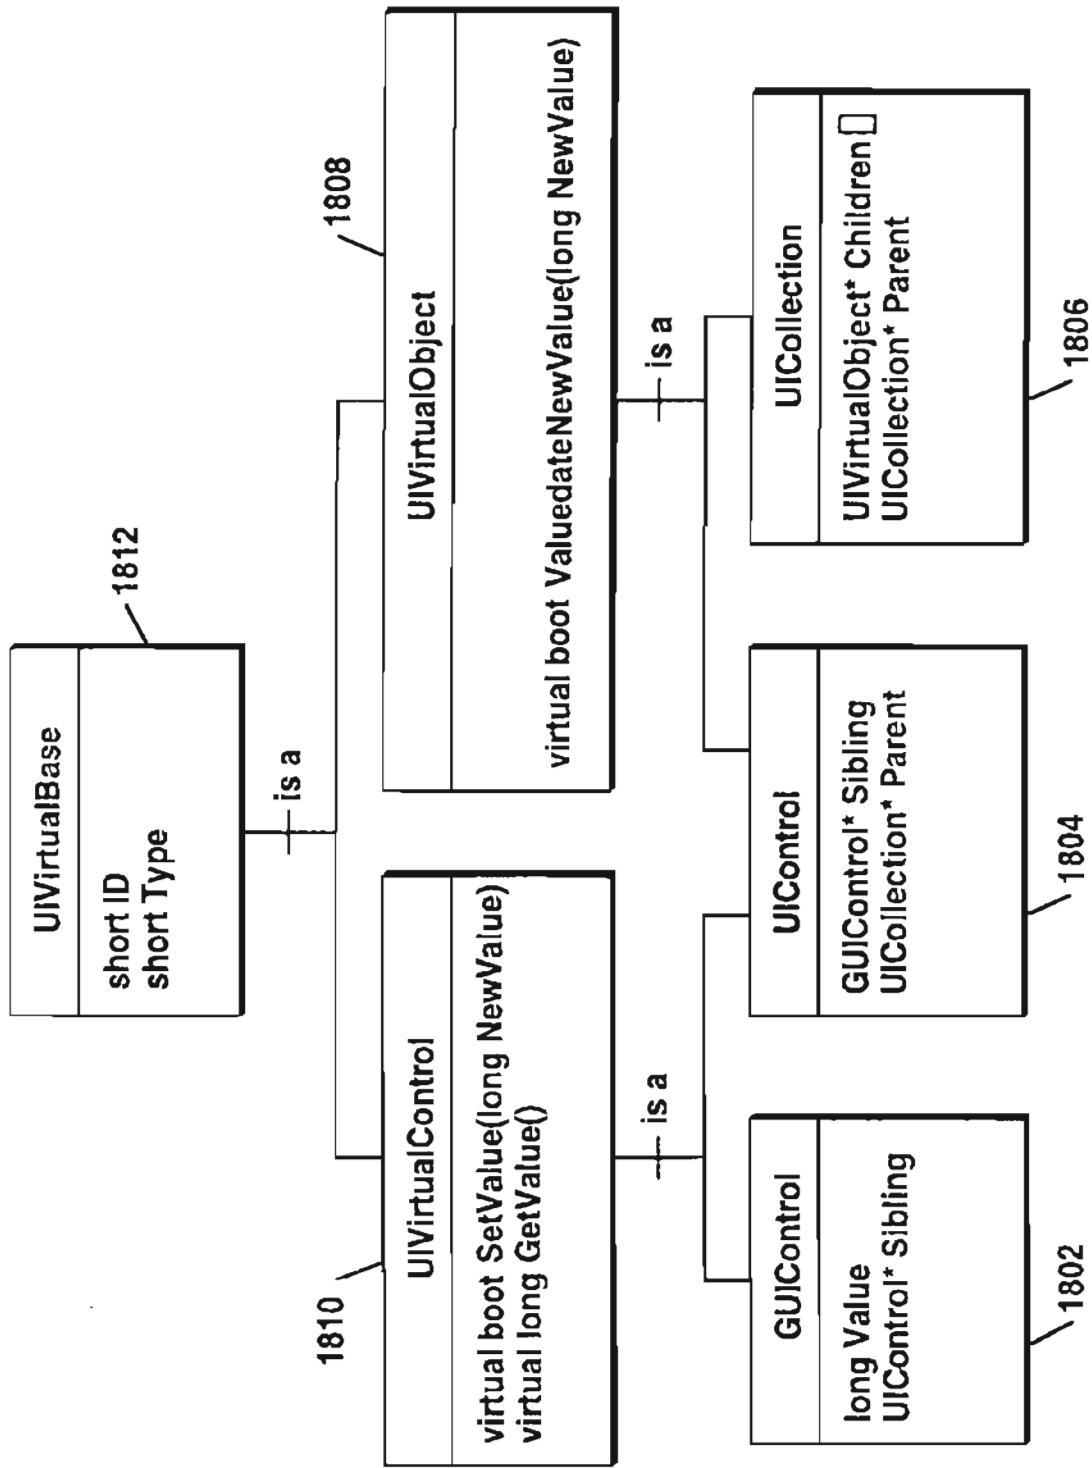 UIVirtualBase
short ID
short Type
1812
is a
1810
UIVirtualControl
virtual boot SetValue(long NewValue)
virtual long GetValue()
1808
UIVirtualObject
virtual boot ValuedateNewValue(long NewValue)
is a
is a
GUIControl
long Value
UIControl* Sibling
1802
UIControl
GUIControl* Sibling
UICollection* Parent
1804
UICollection
UIVirtualObject* Children[]
UICollection* Parent
1806